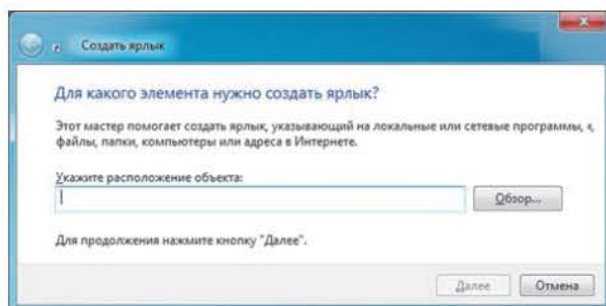 Создать ярлык
Для какого элемента нужно создать ярлык?
Этот мастер помогает создать ярлык, указывающий на локальные или сетевые программы,
файлы, папки, компьютеры или адреса в Интернете.
Укажите расположение объекта:
Обзор...
Для продолжения нажмите кнопку "Далее".
Далее
Отмена